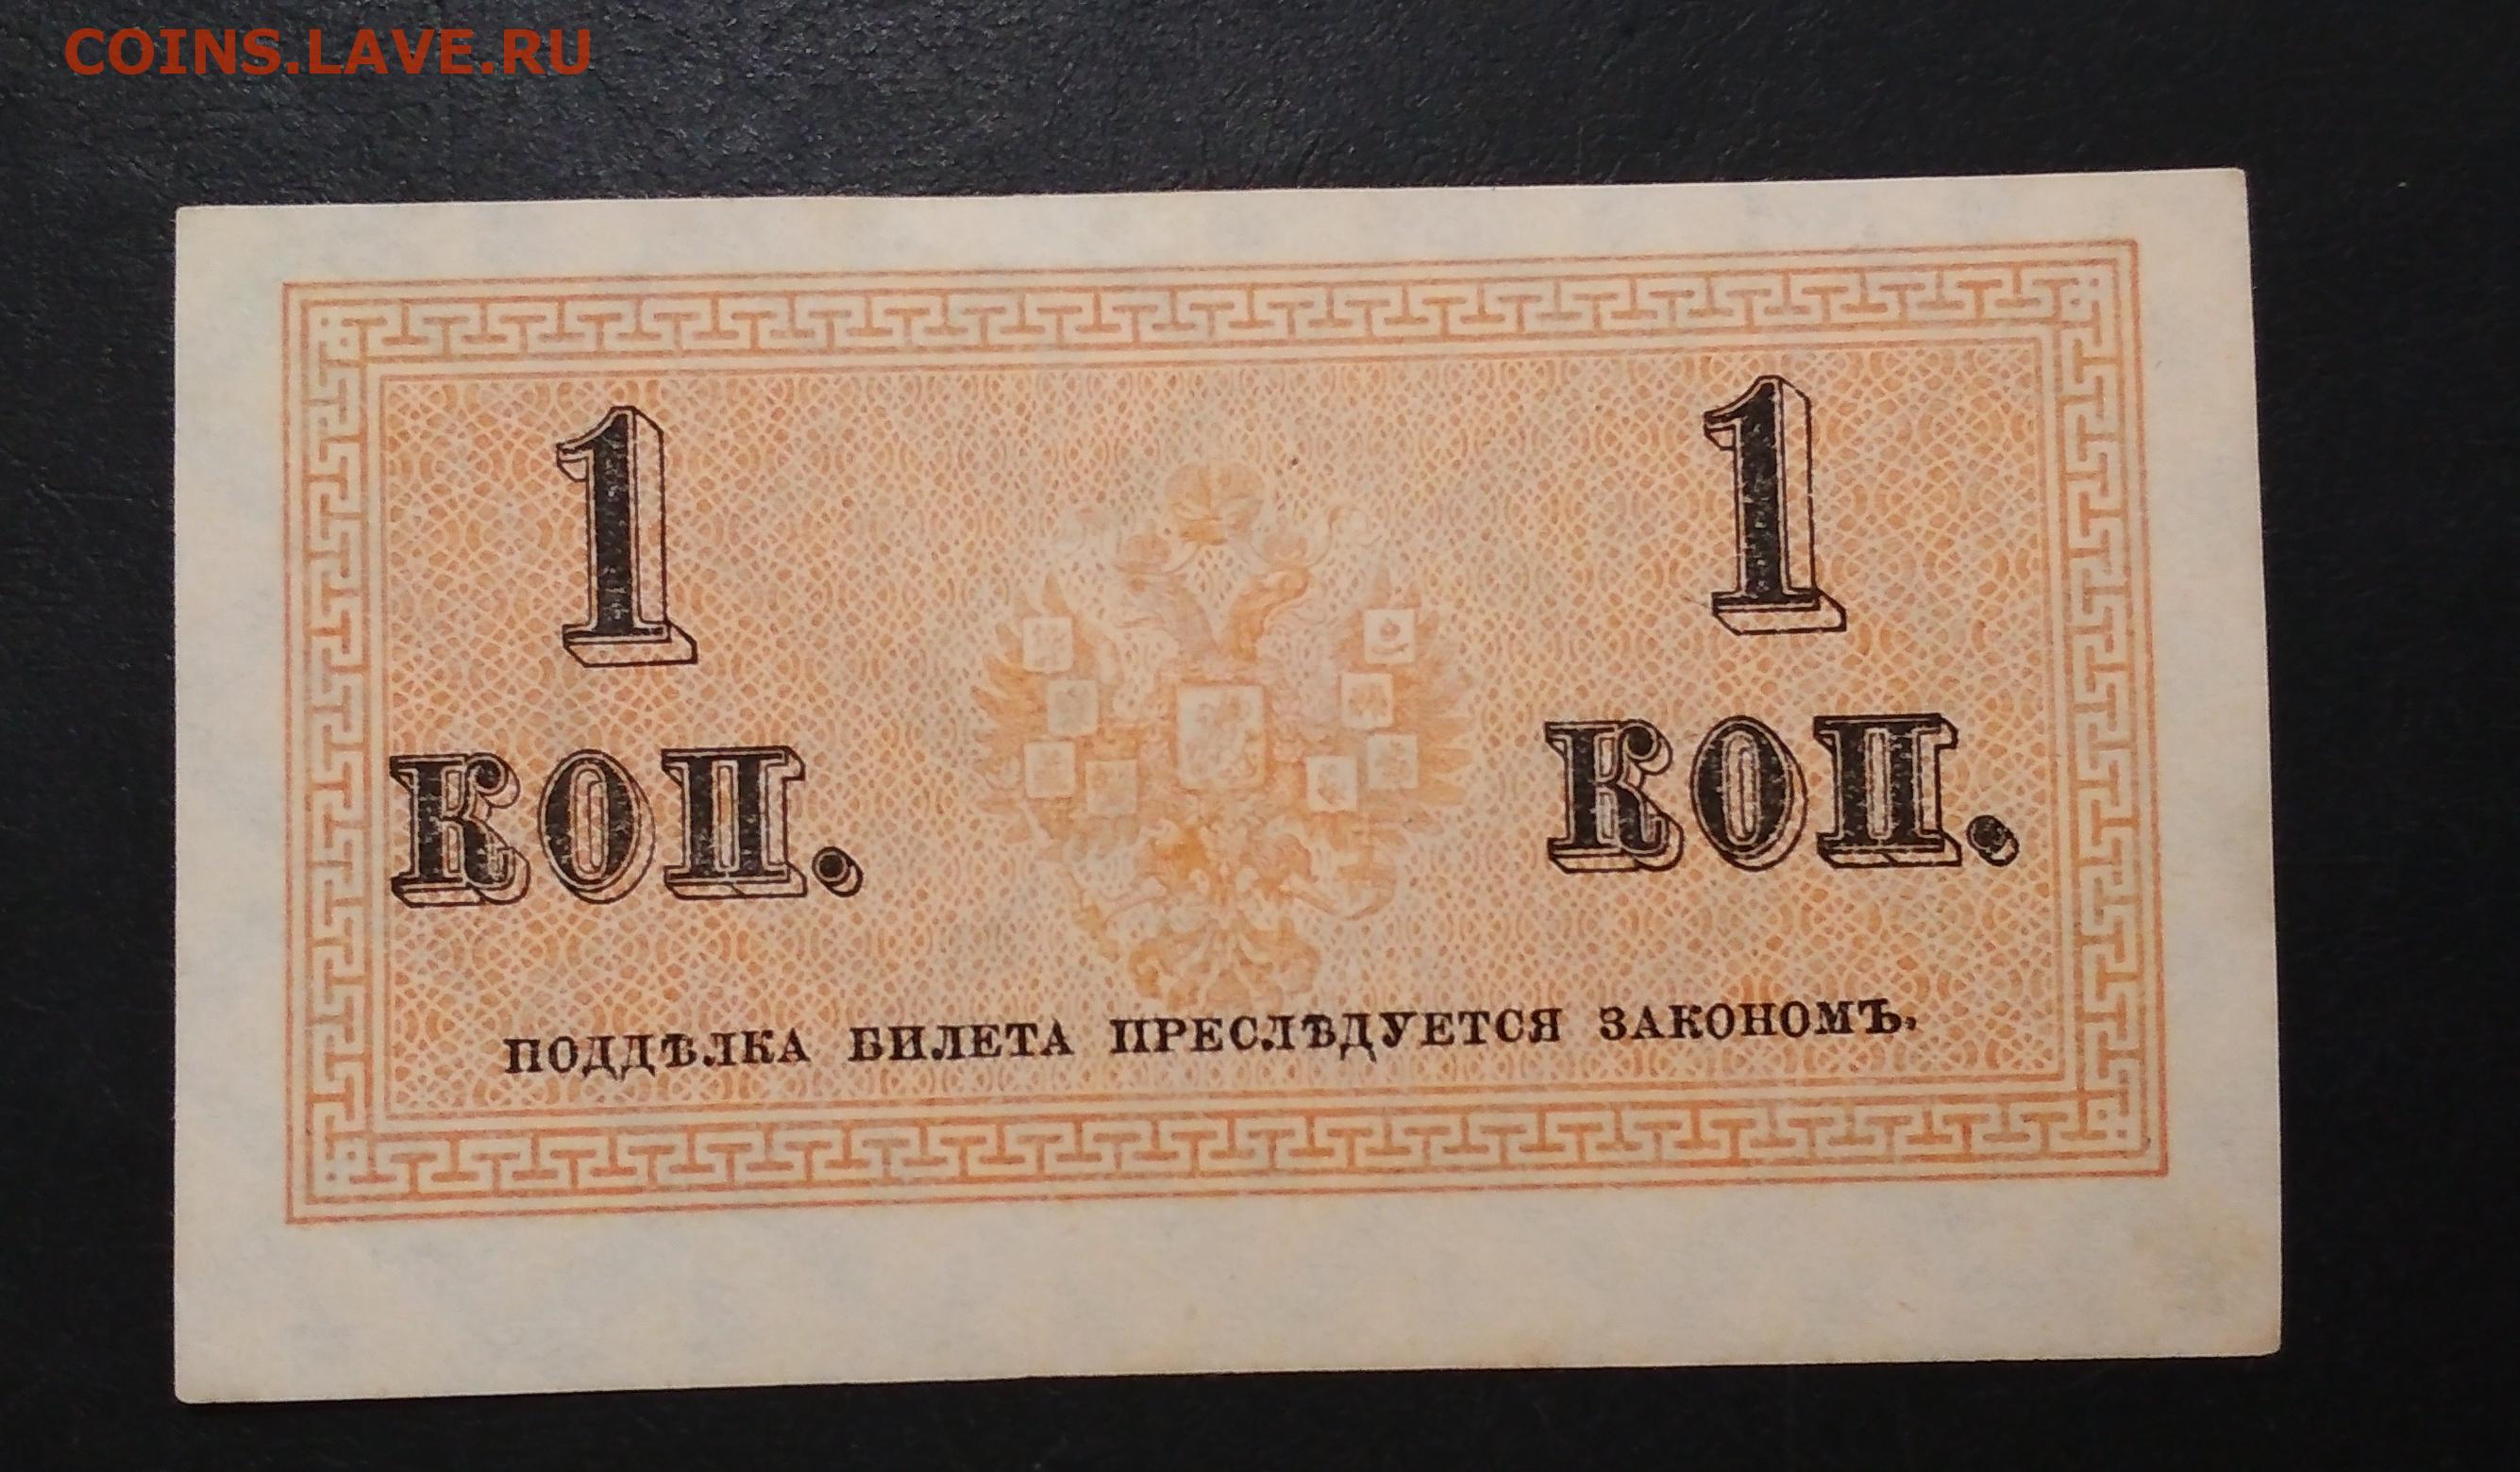 COINS.LAVE.RU
1 1
КОП. КОП.
ПОДДѢЛКА БИЛЕТА ПРЕСЛѢДУЕТСЯ ЗАКОНОМЪ.